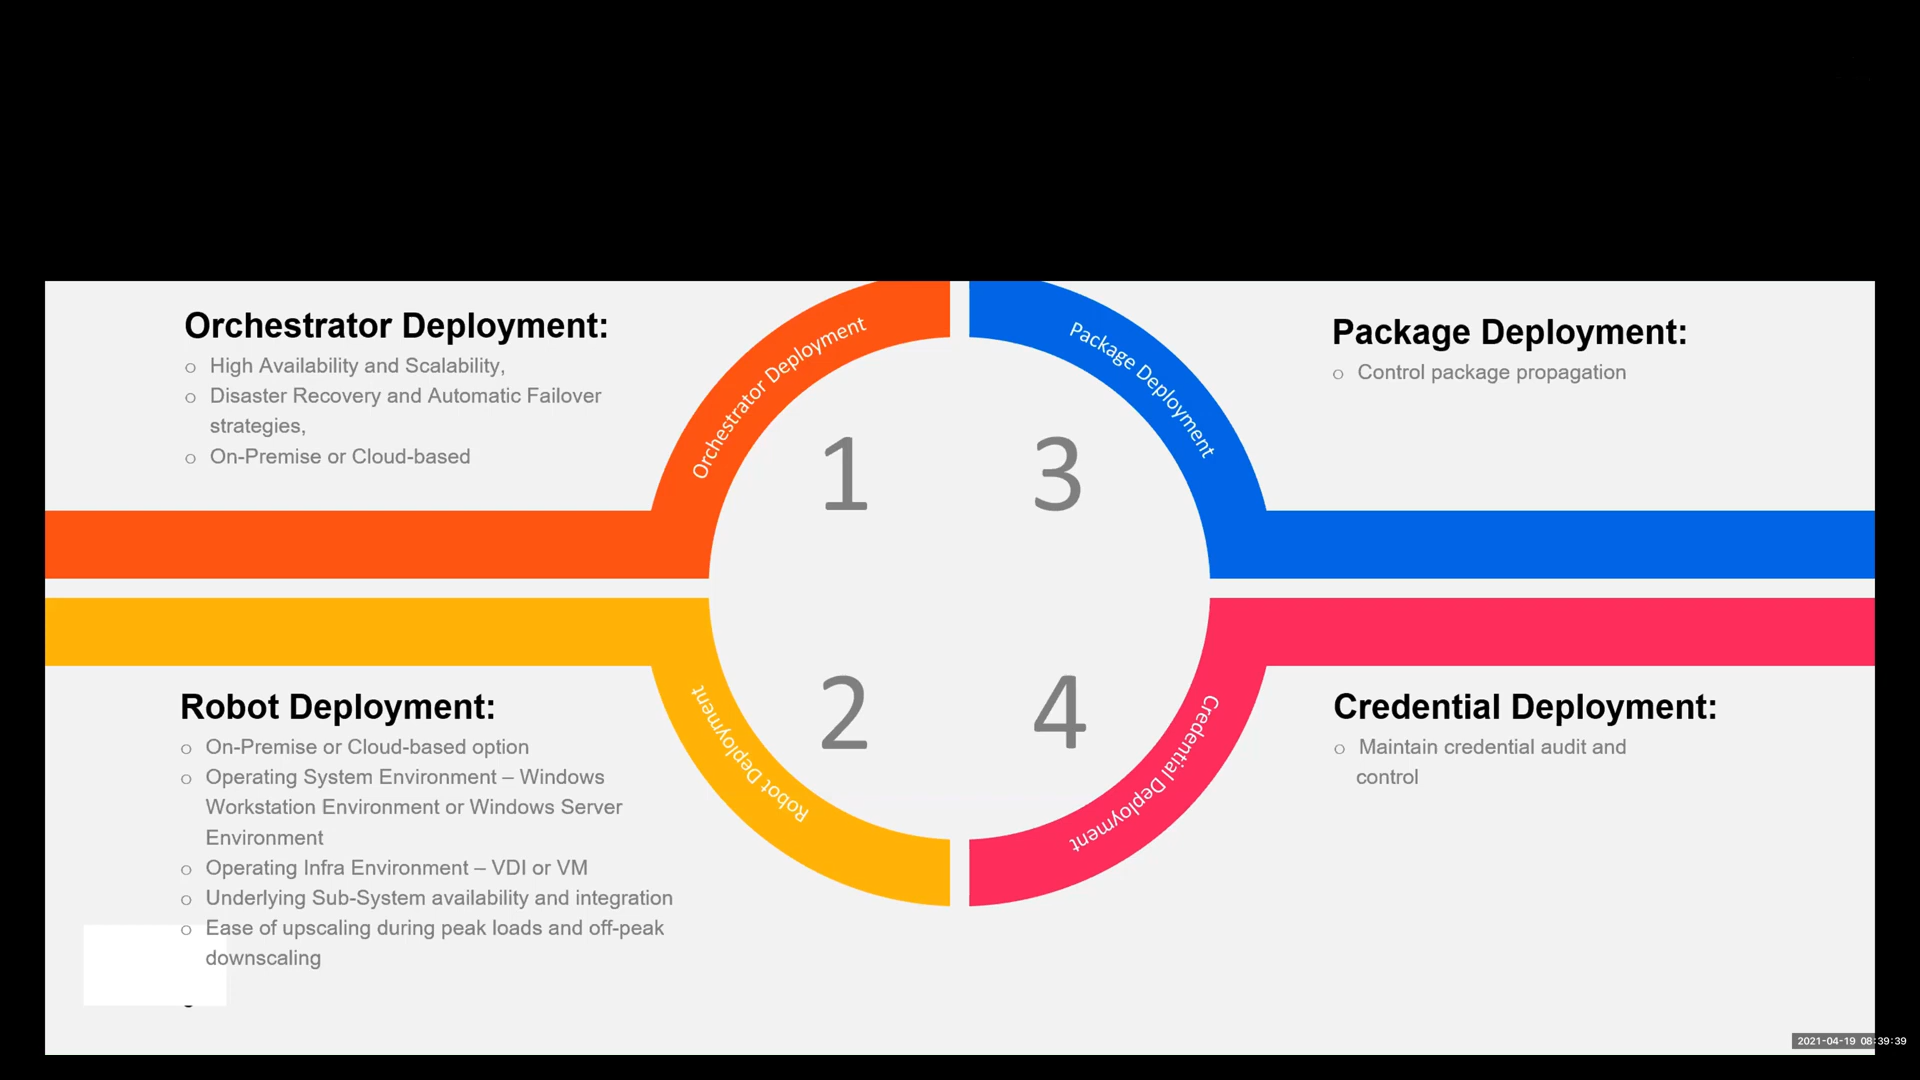 Orchestrator Deployment:
o High Availability and Scalability,
o Disaster Recovery and Automatic Failover
strategies,
o On-Premise or Cloud-based
Orchestrator Deployment
1
Robot Deployment:
o On-Premise or Cloud-based option
o Operating System Environment – Windows
Workstation Environment or Windows Server
Environment
o Operating Infra Environment – VDI or VM
o Underlying Sub-System availability and integration
o Ease of upscaling during peak loads and off-peak
downscaling
Robot Deployment
2
Package Deployment
3
Package Deployment:
o Control package propagation
Credential Deployment
4
Credential Deployment:
o Maintain credential audit and
control
2021-04-19 08:39:39